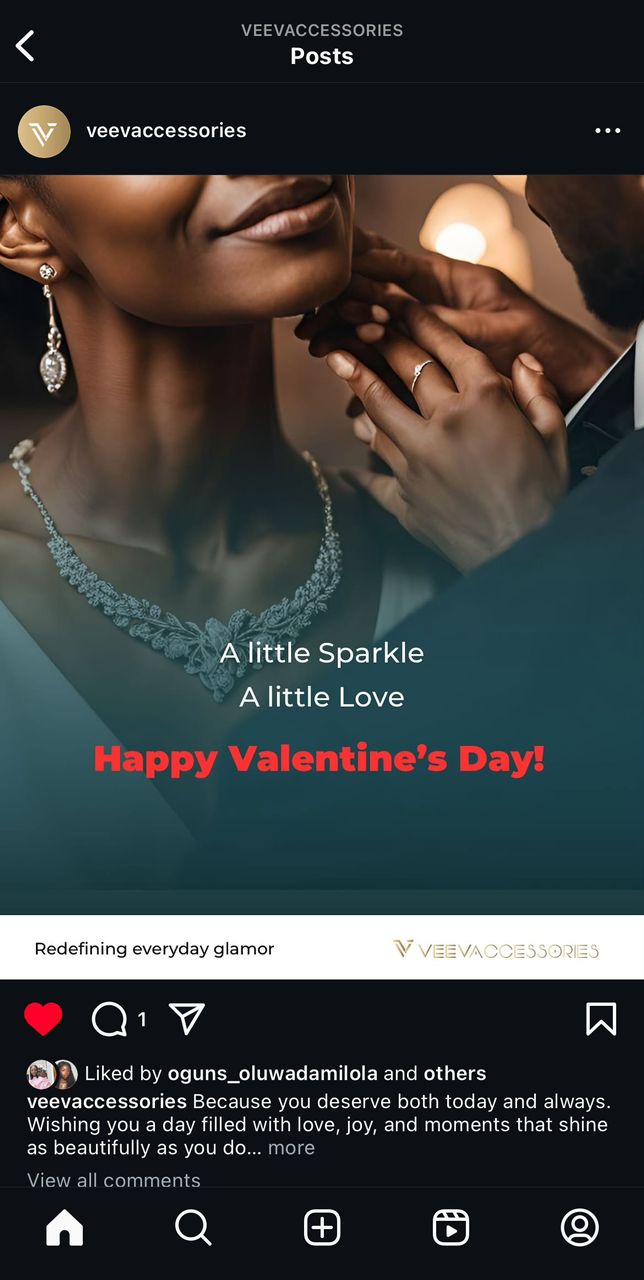 VEEVACCESSORIES
Posts
veevaccessories
A little Sparkle
A little Love
Happy Valentine’s Day!
Redefining everyday glamor
VEEVACCESSORIES
1
Liked by oguns_oluwadamilola and others
veevaccessories Because you deserve both today and always.
Wishing you a day filled with love, joy, and moments that shine
as beautifully as you do... more
View all comments